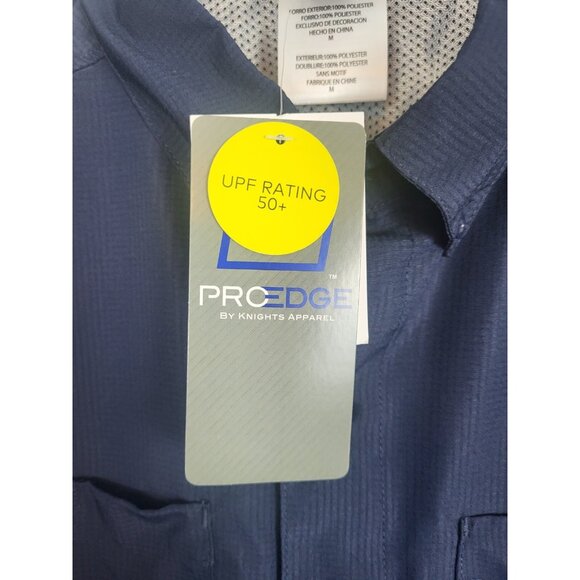 FORRO EXTERIOR:100% POLIESTER
FORRO:100% POLIESTER
EXCLUSIVO DE DECORACION
HECHO EN CHINA
M
EXTERIEUR:100% POLYESTER
DOUBLURE:100% POLYESTER
SANS MOTIF
FABRIQUE EN CHINE
M
UPF RATING
50+
PROEDGE™
BY KNIGHTS APPAREL